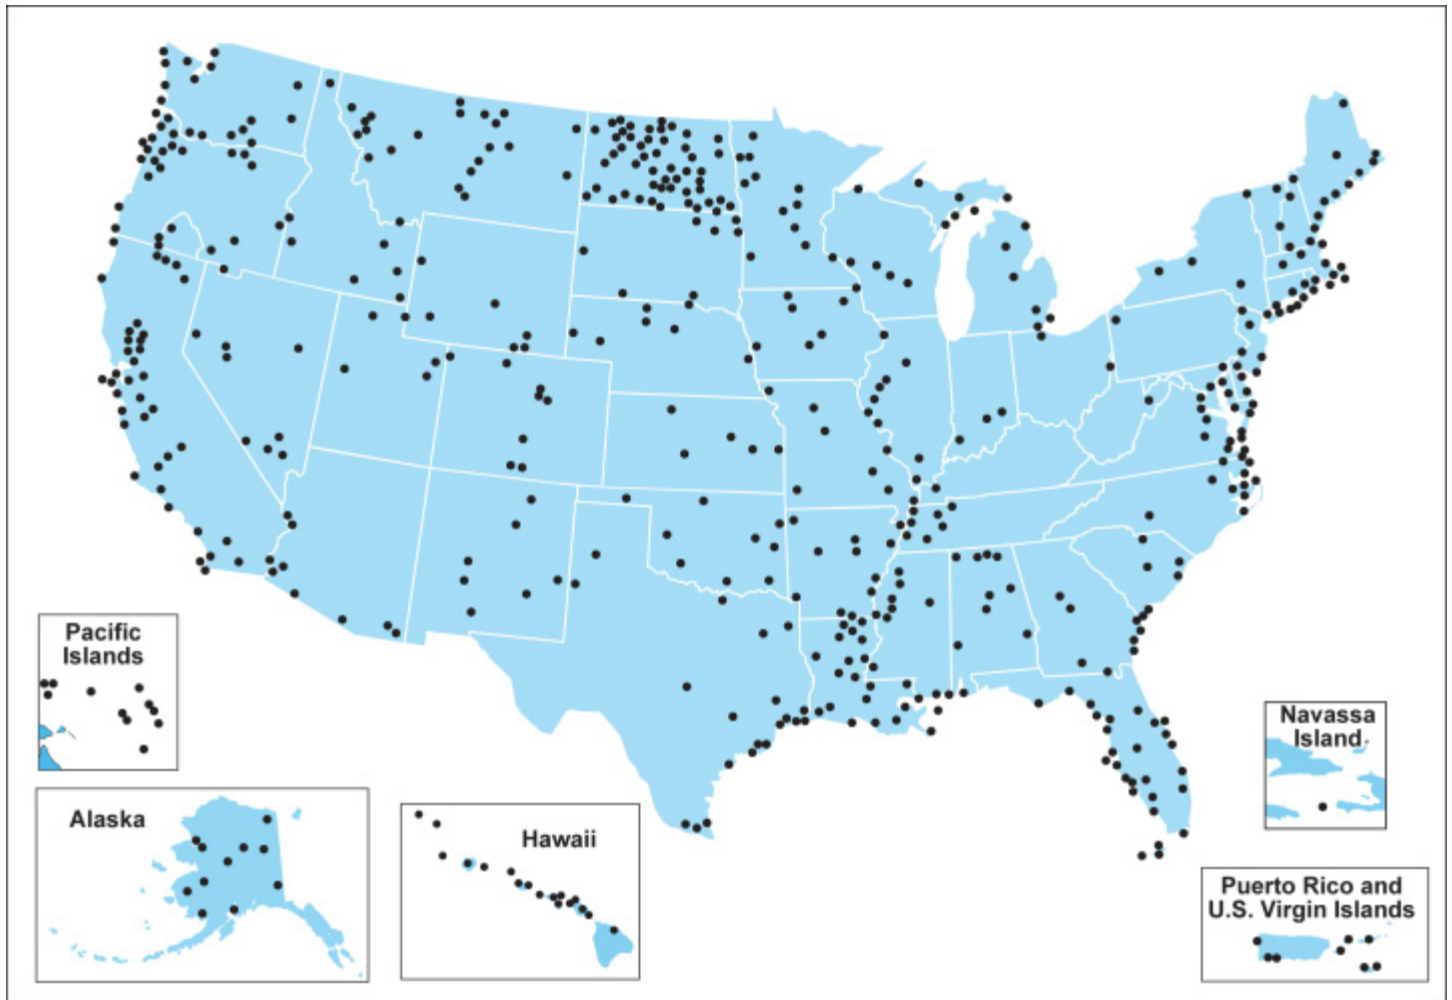 Pacific
Islands
Alaska
Hawaii
Navassa
Island
Puerto Rico and
U.S. Virgin Islands